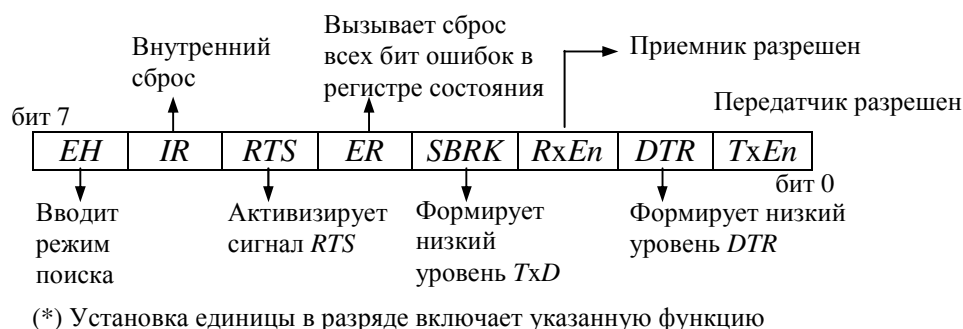 Внутренний
сброс
Вызывает сброс
всех бит ошибок в
регистре состояния
Приемник разрешен
Передатчик разрешен
бит 7
EH IR RTS ER SBRK RxEn DTR TxEn
бит 0
Вводит
режим
поиска
Активизирует
сигнал RTS
Формирует
низкий
уровень TxD
Формирует низкий
уровень DTR
(*) Установка единицы в разряде включает указанную функцию